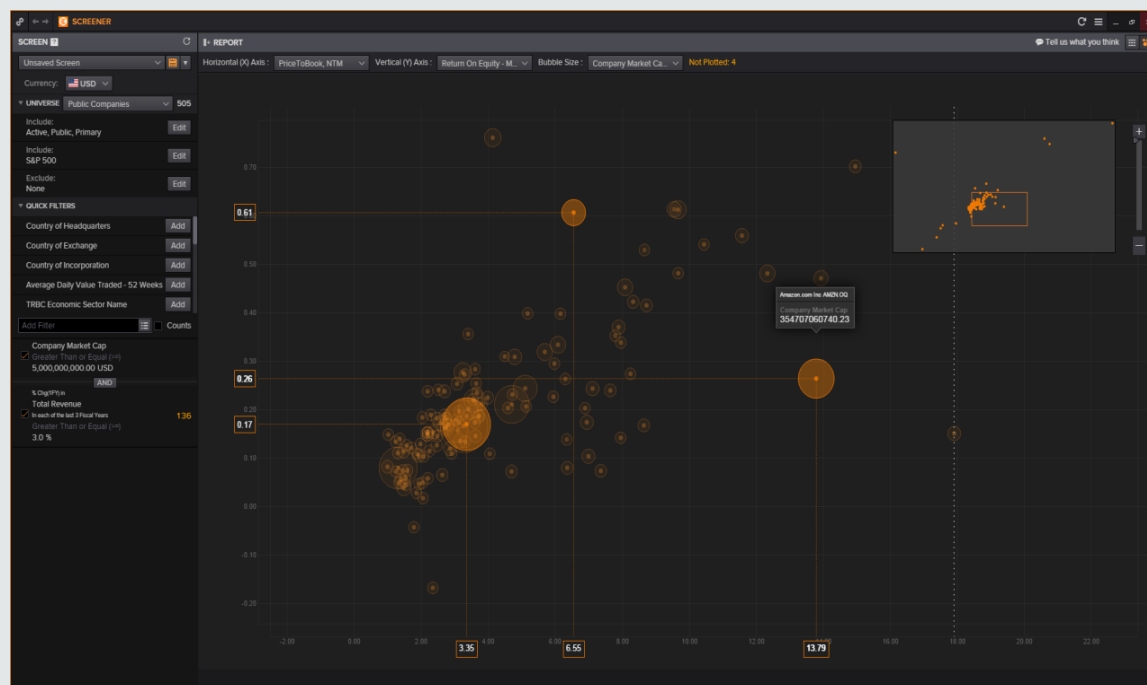 SCREENER
SCREEN ?
Unsaved Screen
Currency: USD
UNIVERSE Public Companies 505
Include:
Active, Public, Primary
Edit
Include:
S&P 500
Edit
Exclude:
None
Edit
QUICK FILTERS
Country of Headquarters Add
Country of Exchange Add
Country of Incorporation Add
Average Daily Value Traded - 52 Weeks Add
TRBC Economic Sector Name Add
Add Filter Counts
Company Market Cap
Greater Than or Equal (>=)
5,000,000,000.00 USD
AND
% Chg(1FY) in
Total Revenue
In each of the last 3 Fiscal Years 136
Greater Than or Equal (>=)
3.0 %
REPORT
Tell us what you think
Horizontal (X) Axis : PriceToBook, NTM Vertical (Y) Axis : Return On Equity - M... Bubble Size : Company Market Ca... Not Plotted: 4
0.70
0.61
0.50
Amazon.com Inc AMZN.OQ
Company Market Cap
354707060740.23
0.40
0.30
0.26
0.20
0.17
0.10
0.00
-0.10
-0.20
-2.00 0.00 2.00 4.00 6.00 8.00 10.00 12.00 16.00 18.00 20.00 22.00
3.35 6.55 13.79